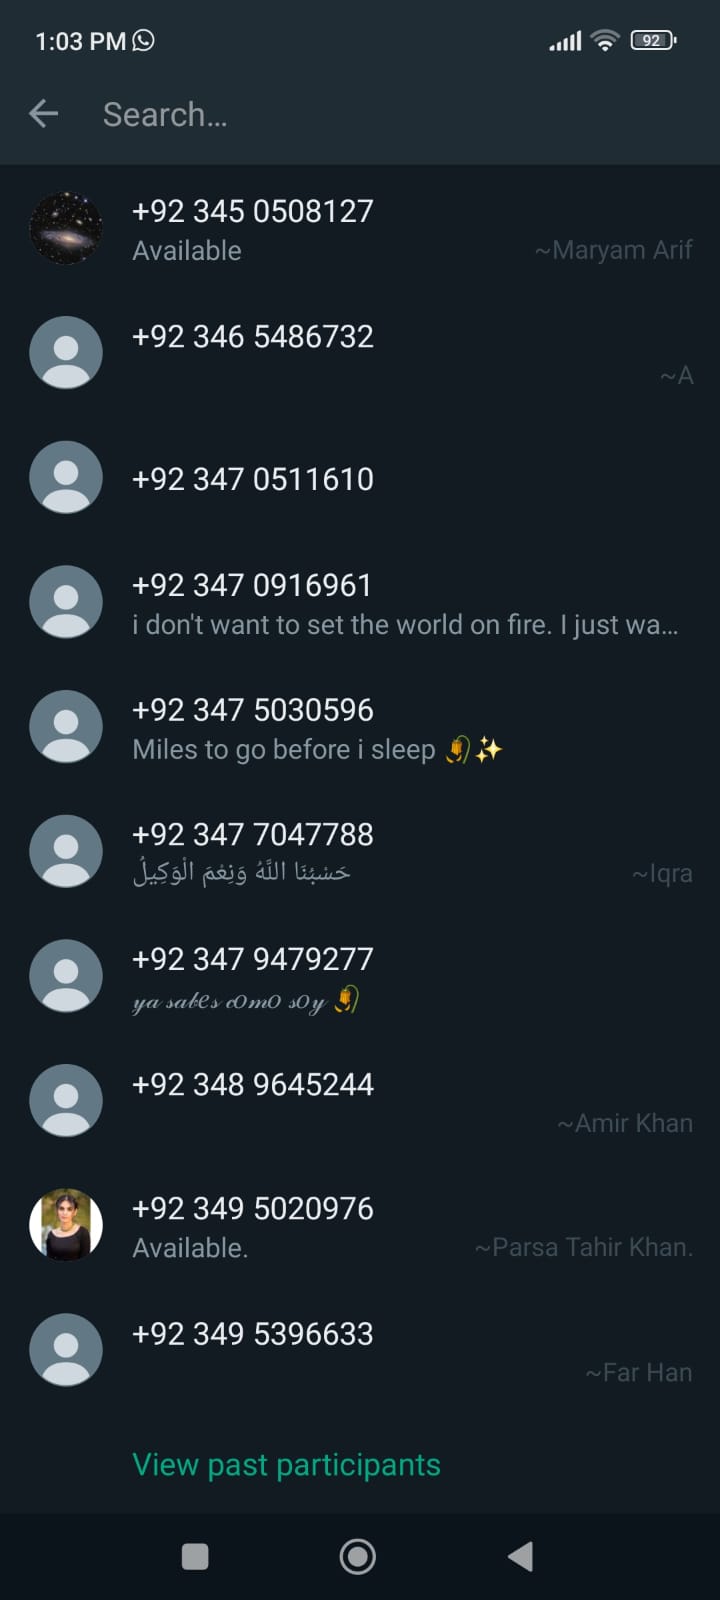 1:03 PM
92
Search...
+92 345 0508127
Available
~Maryam Arif
+92 346 5486732
~A
+92 347 0511610
+92 347 0916961
i don't want to set the world on fire. I just wa...
+92 347 5030596
Miles to go before i sleep
+92 347 7047788
حَسْبُنَا اللَّهُ وَنِعْمَ الْوَكِيلُ
~Iqra
+92 347 9479277
𝓎𝒶 𝓈𝒶𝒷𝑒𝓈 𝒸𝑜𝓂𝑜 𝓈𝑜𝓎
+92 348 9645244
~Amir Khan
+92 349 5020976
Available.
~Parsa Tahir Khan.
+92 349 5396633
~Far Han
View past participants